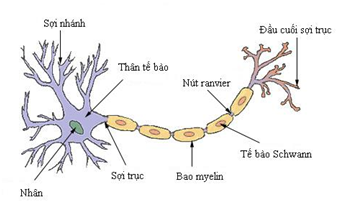 Sợi nhánh
Đầu cuối sợi trục
Thân tế bào
Nút ranvier
Nhân
Sợi trục
Bao myelin
Tế bào Schwann